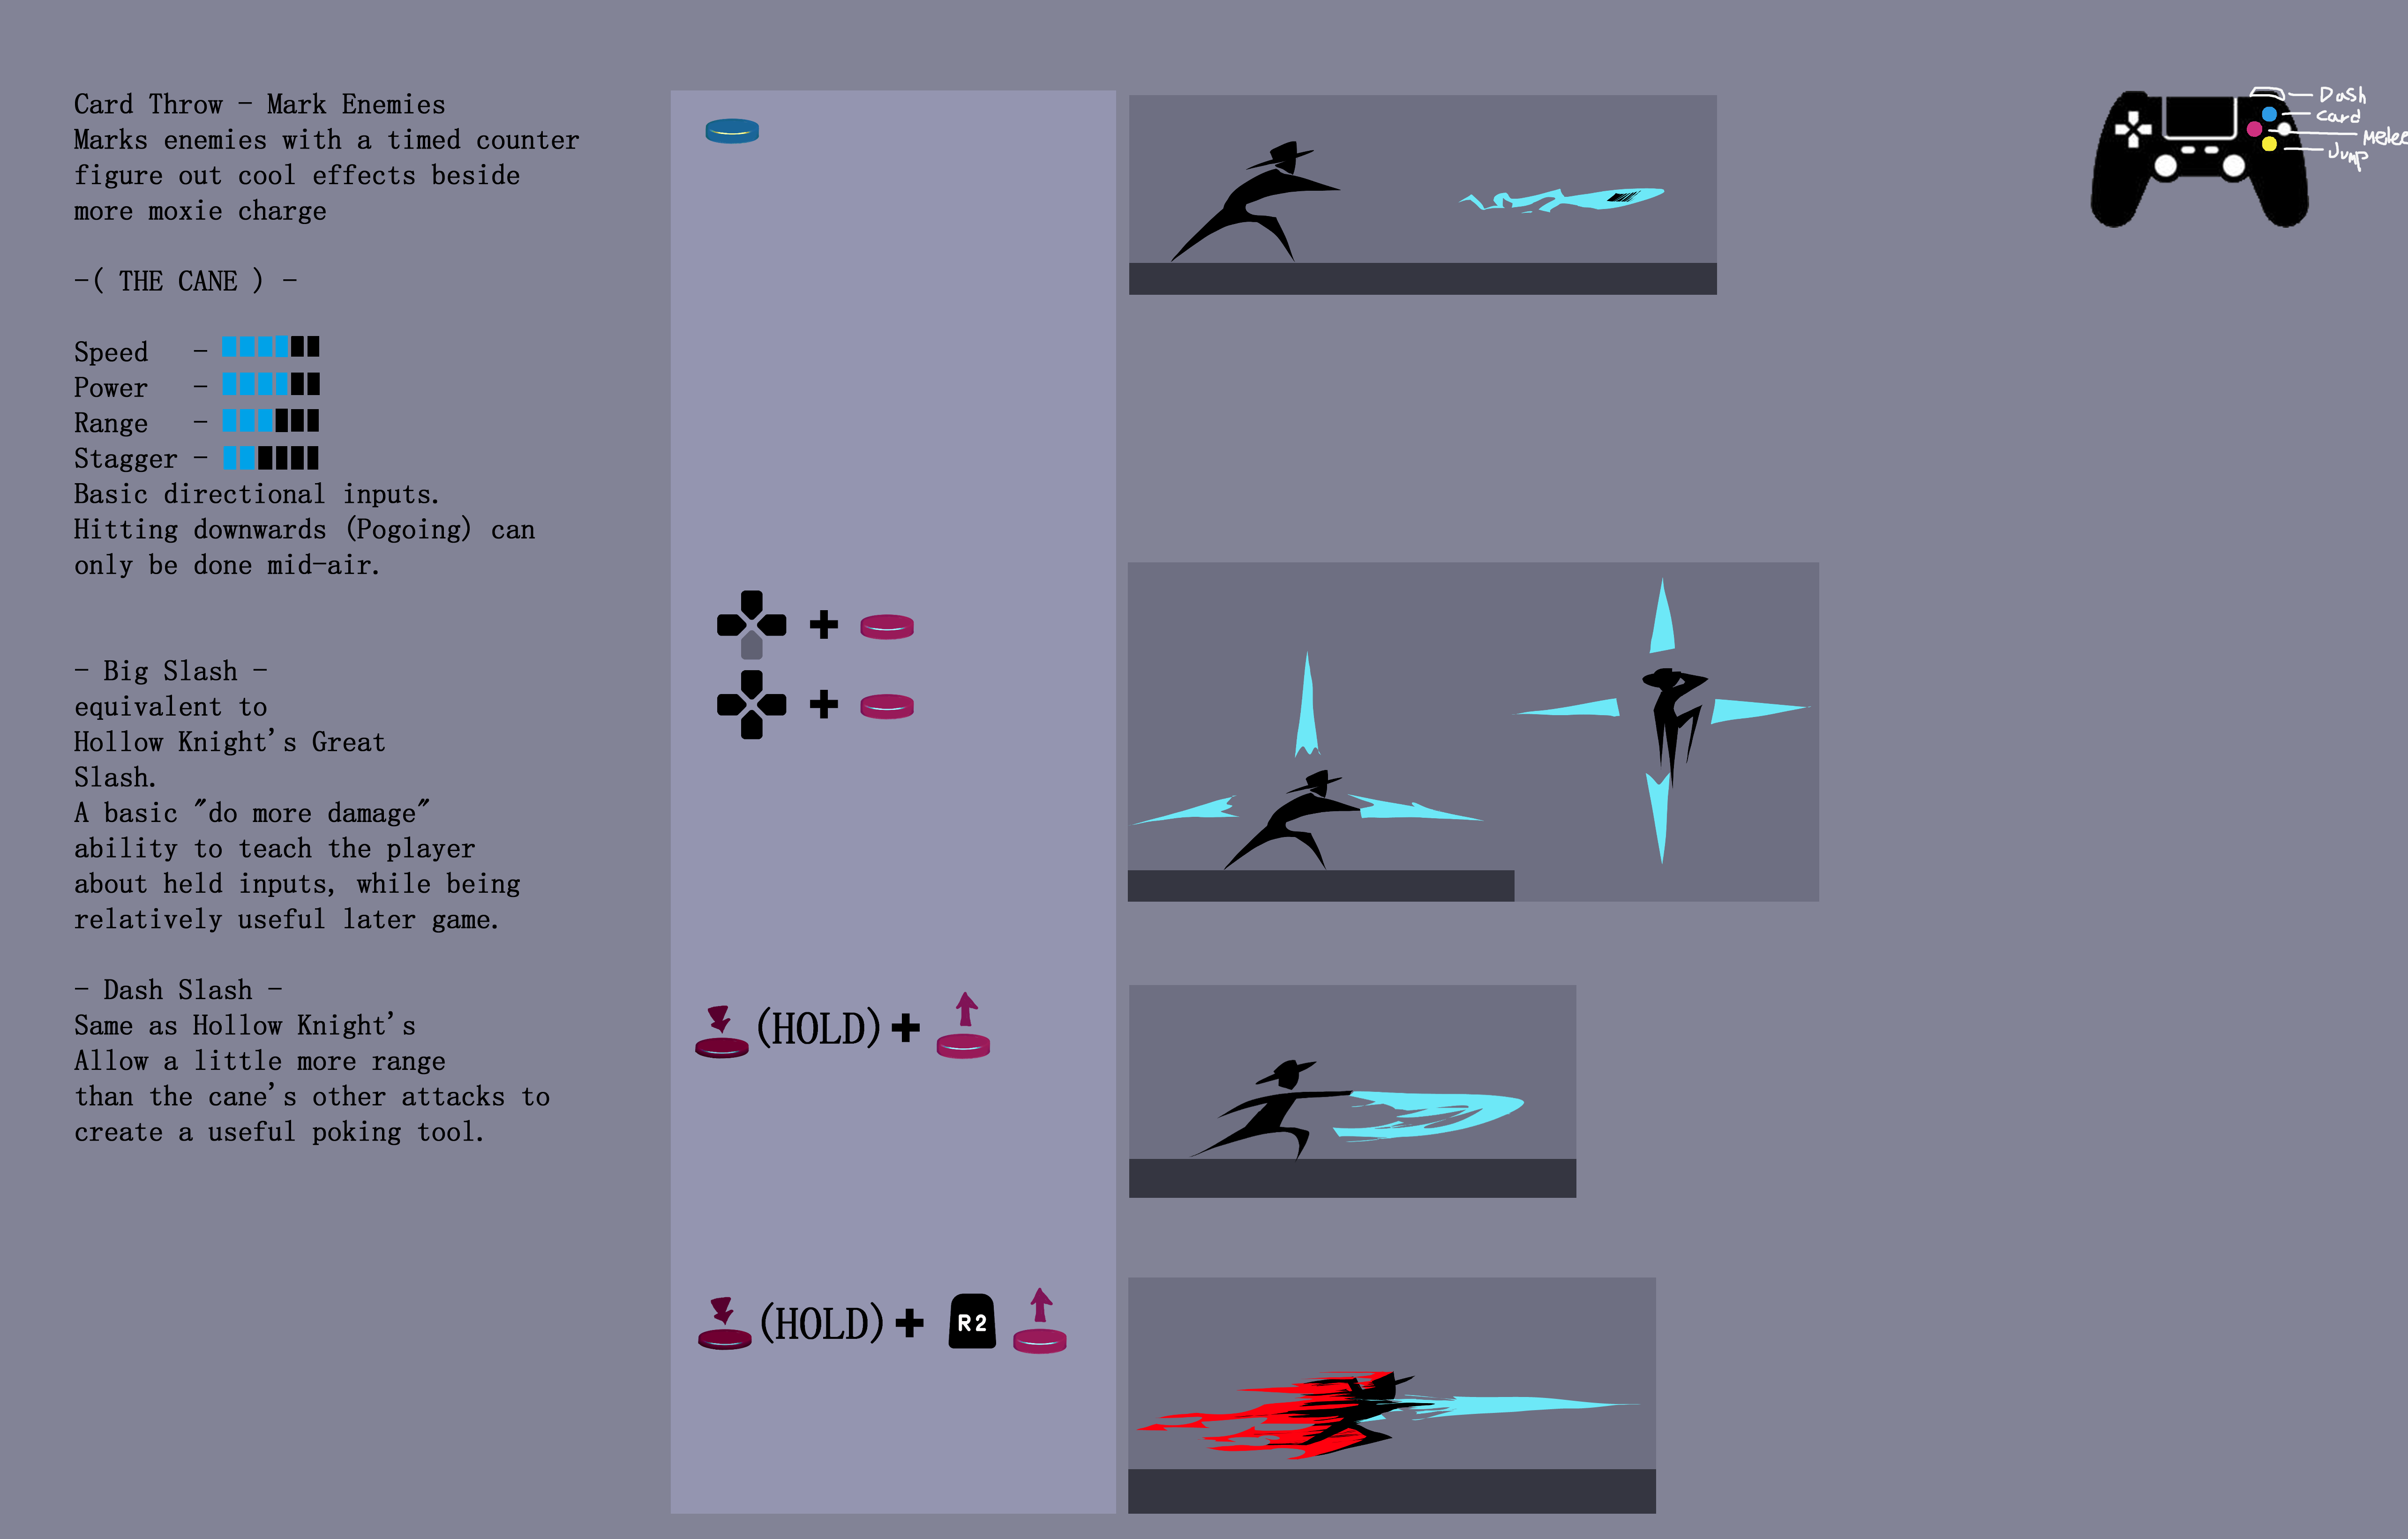 Card Throw - Mark Enemies
Marks enemies with a timed counter
figure out cool effects beside
more moxie charge
-( THE CANE ) -
Speed -
Power -
Range -
Stagger -
Basic directional inputs.
Hitting downwards (Pogoing) can
only be done mid-air.
- Big Slash -
equivalent to
Hollow Knight's Great
Slash.
A basic "do more damage"
ability to teach the player
about held inputs, while being
relatively useful later game.
- Dash Slash -
Same as Hollow Knight's
Allow a little more range
than the cane's other attacks to
create a useful poking tool.
+
+
(HOLD) +
(HOLD) + R2
Dash
Card
Melee
Jump